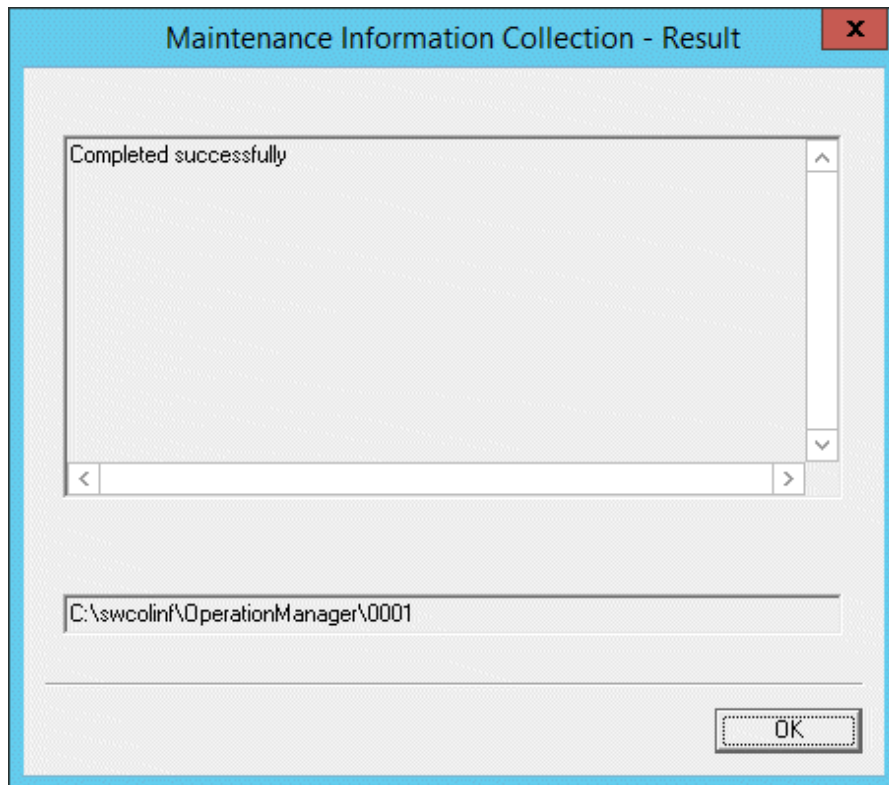 Maintenance Information Collection - Result
x
Completed successfully
C:\swcolinf\OperationManager\0001
OK